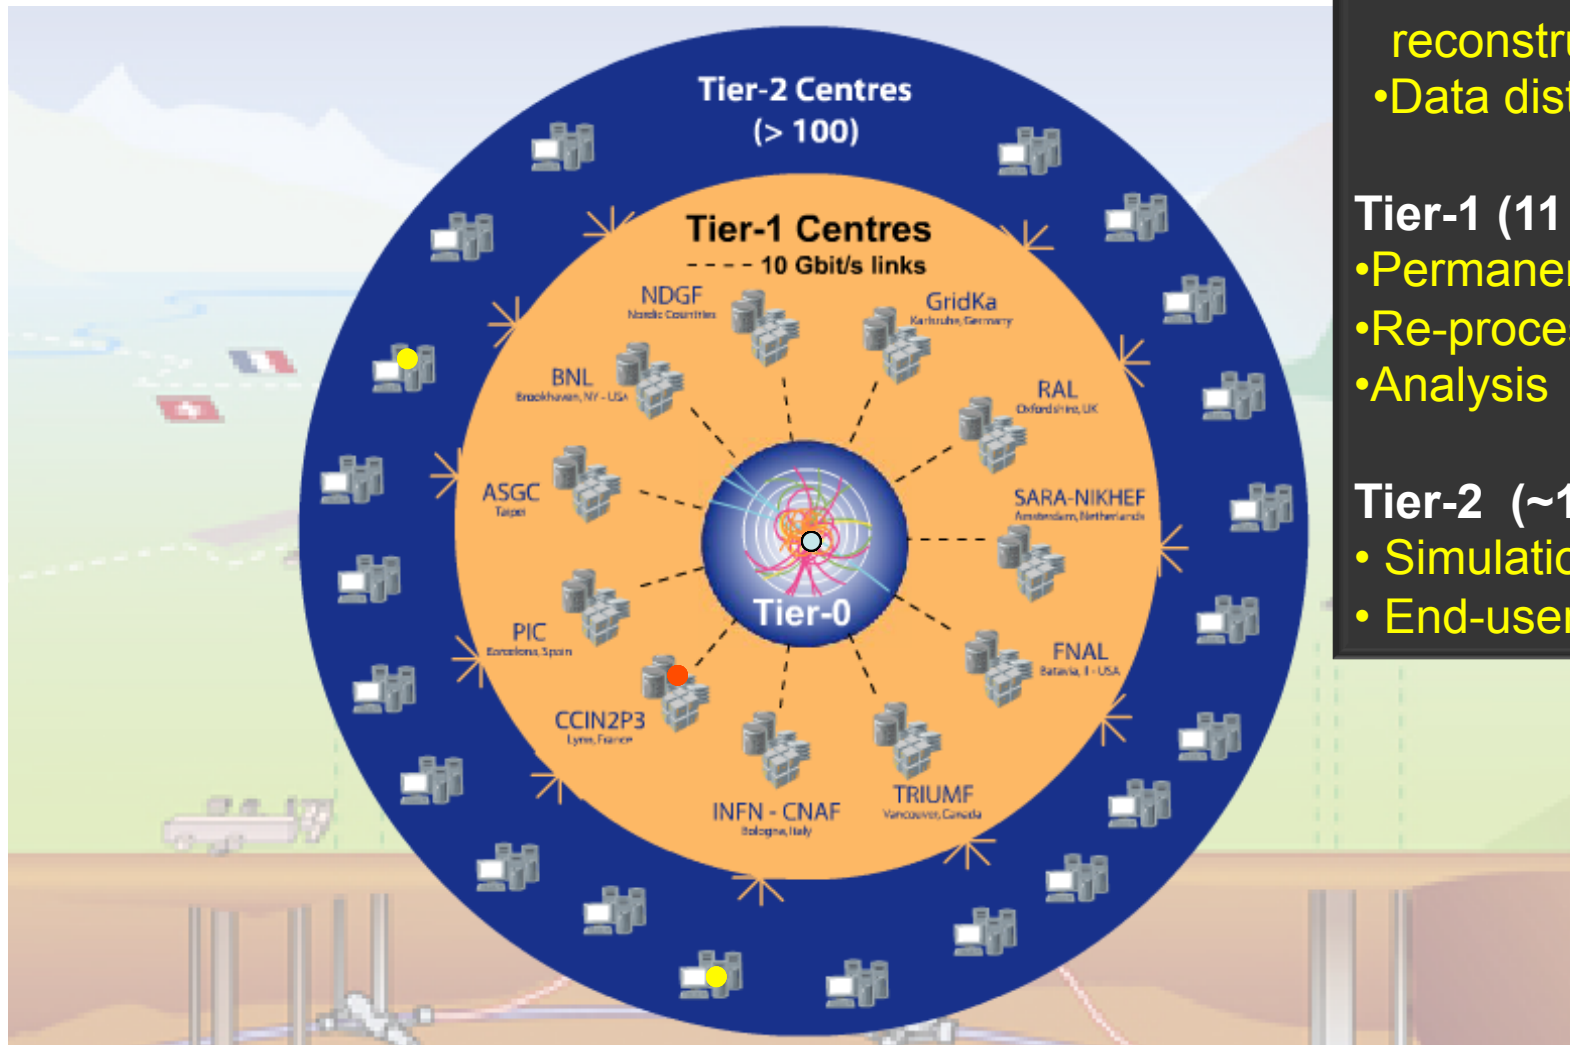 Tier-2 Centres
(> 100)
Tier-1 Centres
---- 10 Gbit/s links
NDGF
Nordic Countries
GridKa
Karlsruhe, Germany
BNL
Brookhaven, NY - USA
RAL
Oxfordshire, UK
ASGC
Taipei
SARA-NIKHEF
Amsterdam, Netherlands
Tier-0
PIC
Barcelona, Spain
FNAL
Batavia, Il - USA
CCIN2P3
Lyon, France
TRIUMF
Vancouver, Canada
INFN - CNAF
Bologna, Italy
reconstru
•Data dist
Tier-1 (11
•Permaner
•Re-proces
•Analysis
Tier-2 (~1
• Simulatio
• End-user